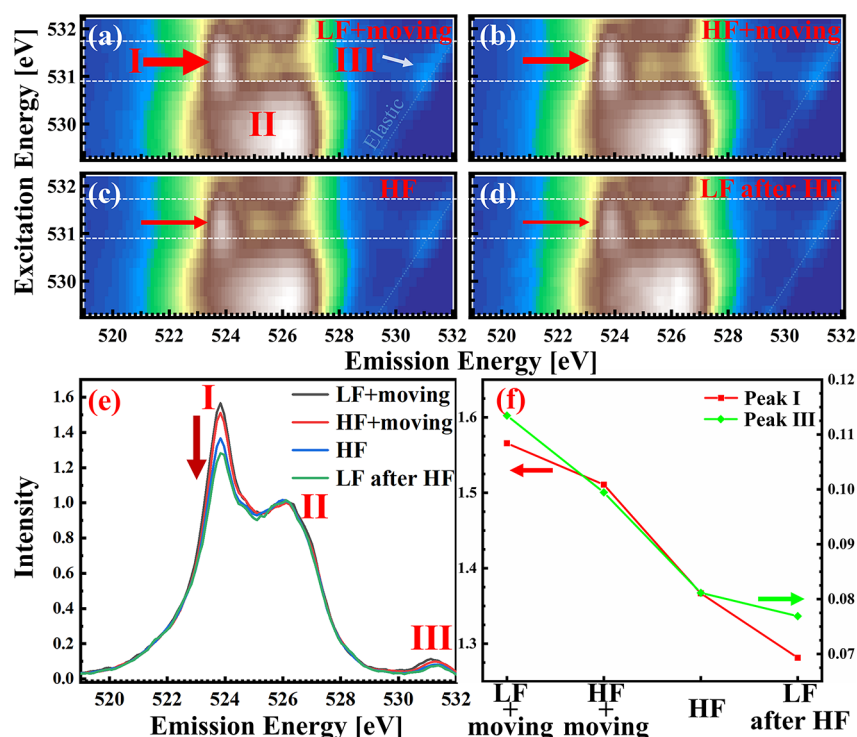 (a)
LF+moving
I
III
II
Elastic
(b)
HF+moving
(c)
HF
(d)
LF after HF
532
530
532
530
Excitation Energy [eV]
520 522 524 526 528 530 532
520 522 524 526 528 530 532
Emission Energy [eV]
(e)
I
II
III
LF+moving
HF+moving
HF
LF after HF
1.6
1.4
1.2
1.0
0.8
0.6
0.4
0.2
0.0
Intensity
520 522 524 526 528 530 532
Emission Energy [eV]
(f)
Peak I
Peak III
1.6
1.5
1.4
1.3
0.12
0.11
0.10
0.09
0.08
0.07
LF
+
moving
HF
+
moving
HF
LF
after HF